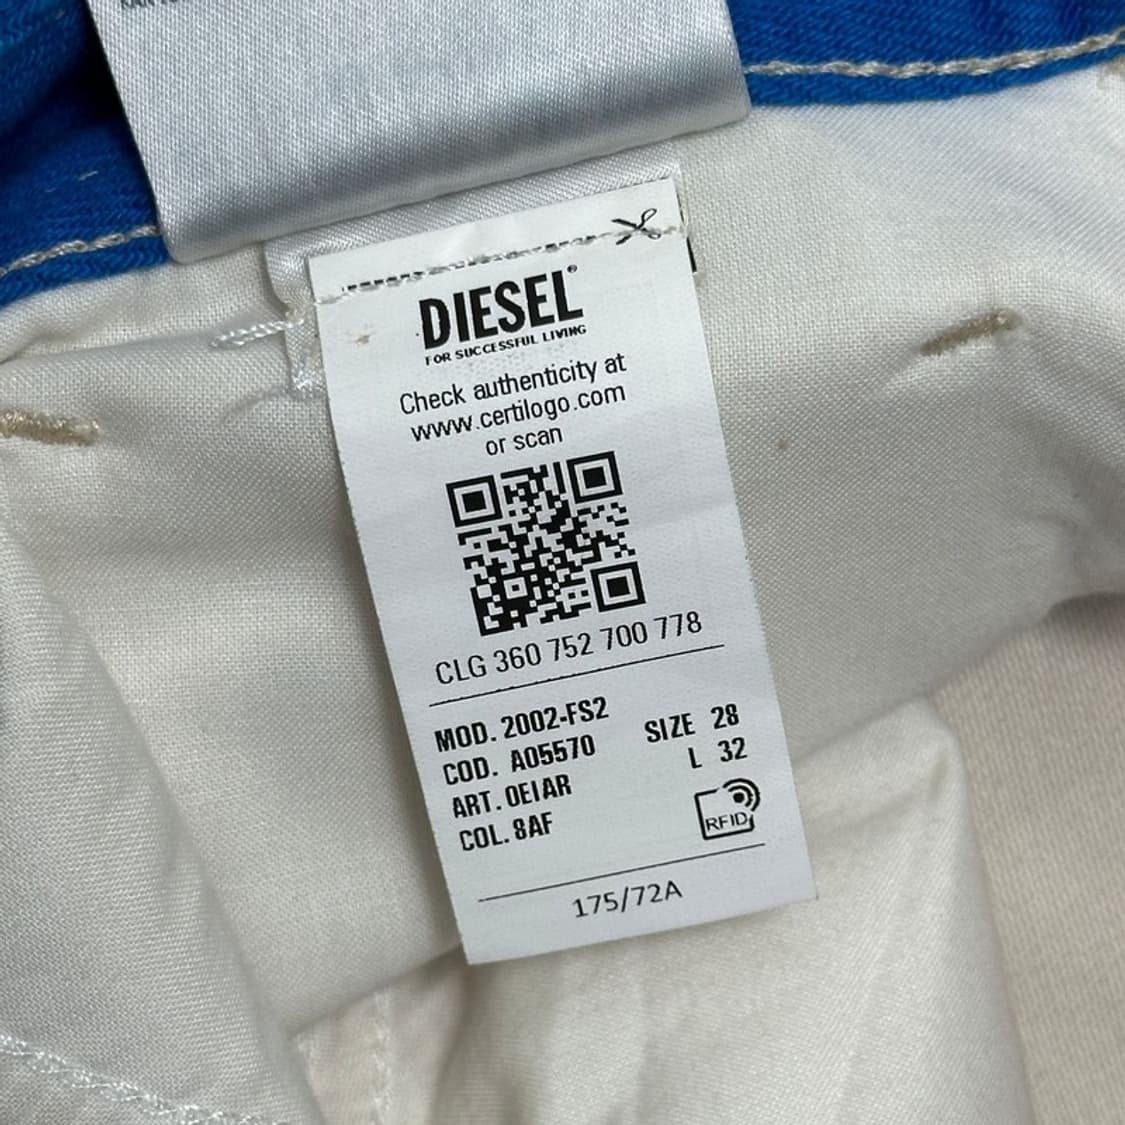 DIESEL®
FOR SUCCESSFUL LIVING
Check authenticity at
www.certilogo.com
or scan
CLG 360 752 700 778
MOD. 2002-FS2
COD. A05570
ART. 0EIAR
COL. 8AF
SIZE 28
L 32
RFID
175/72A